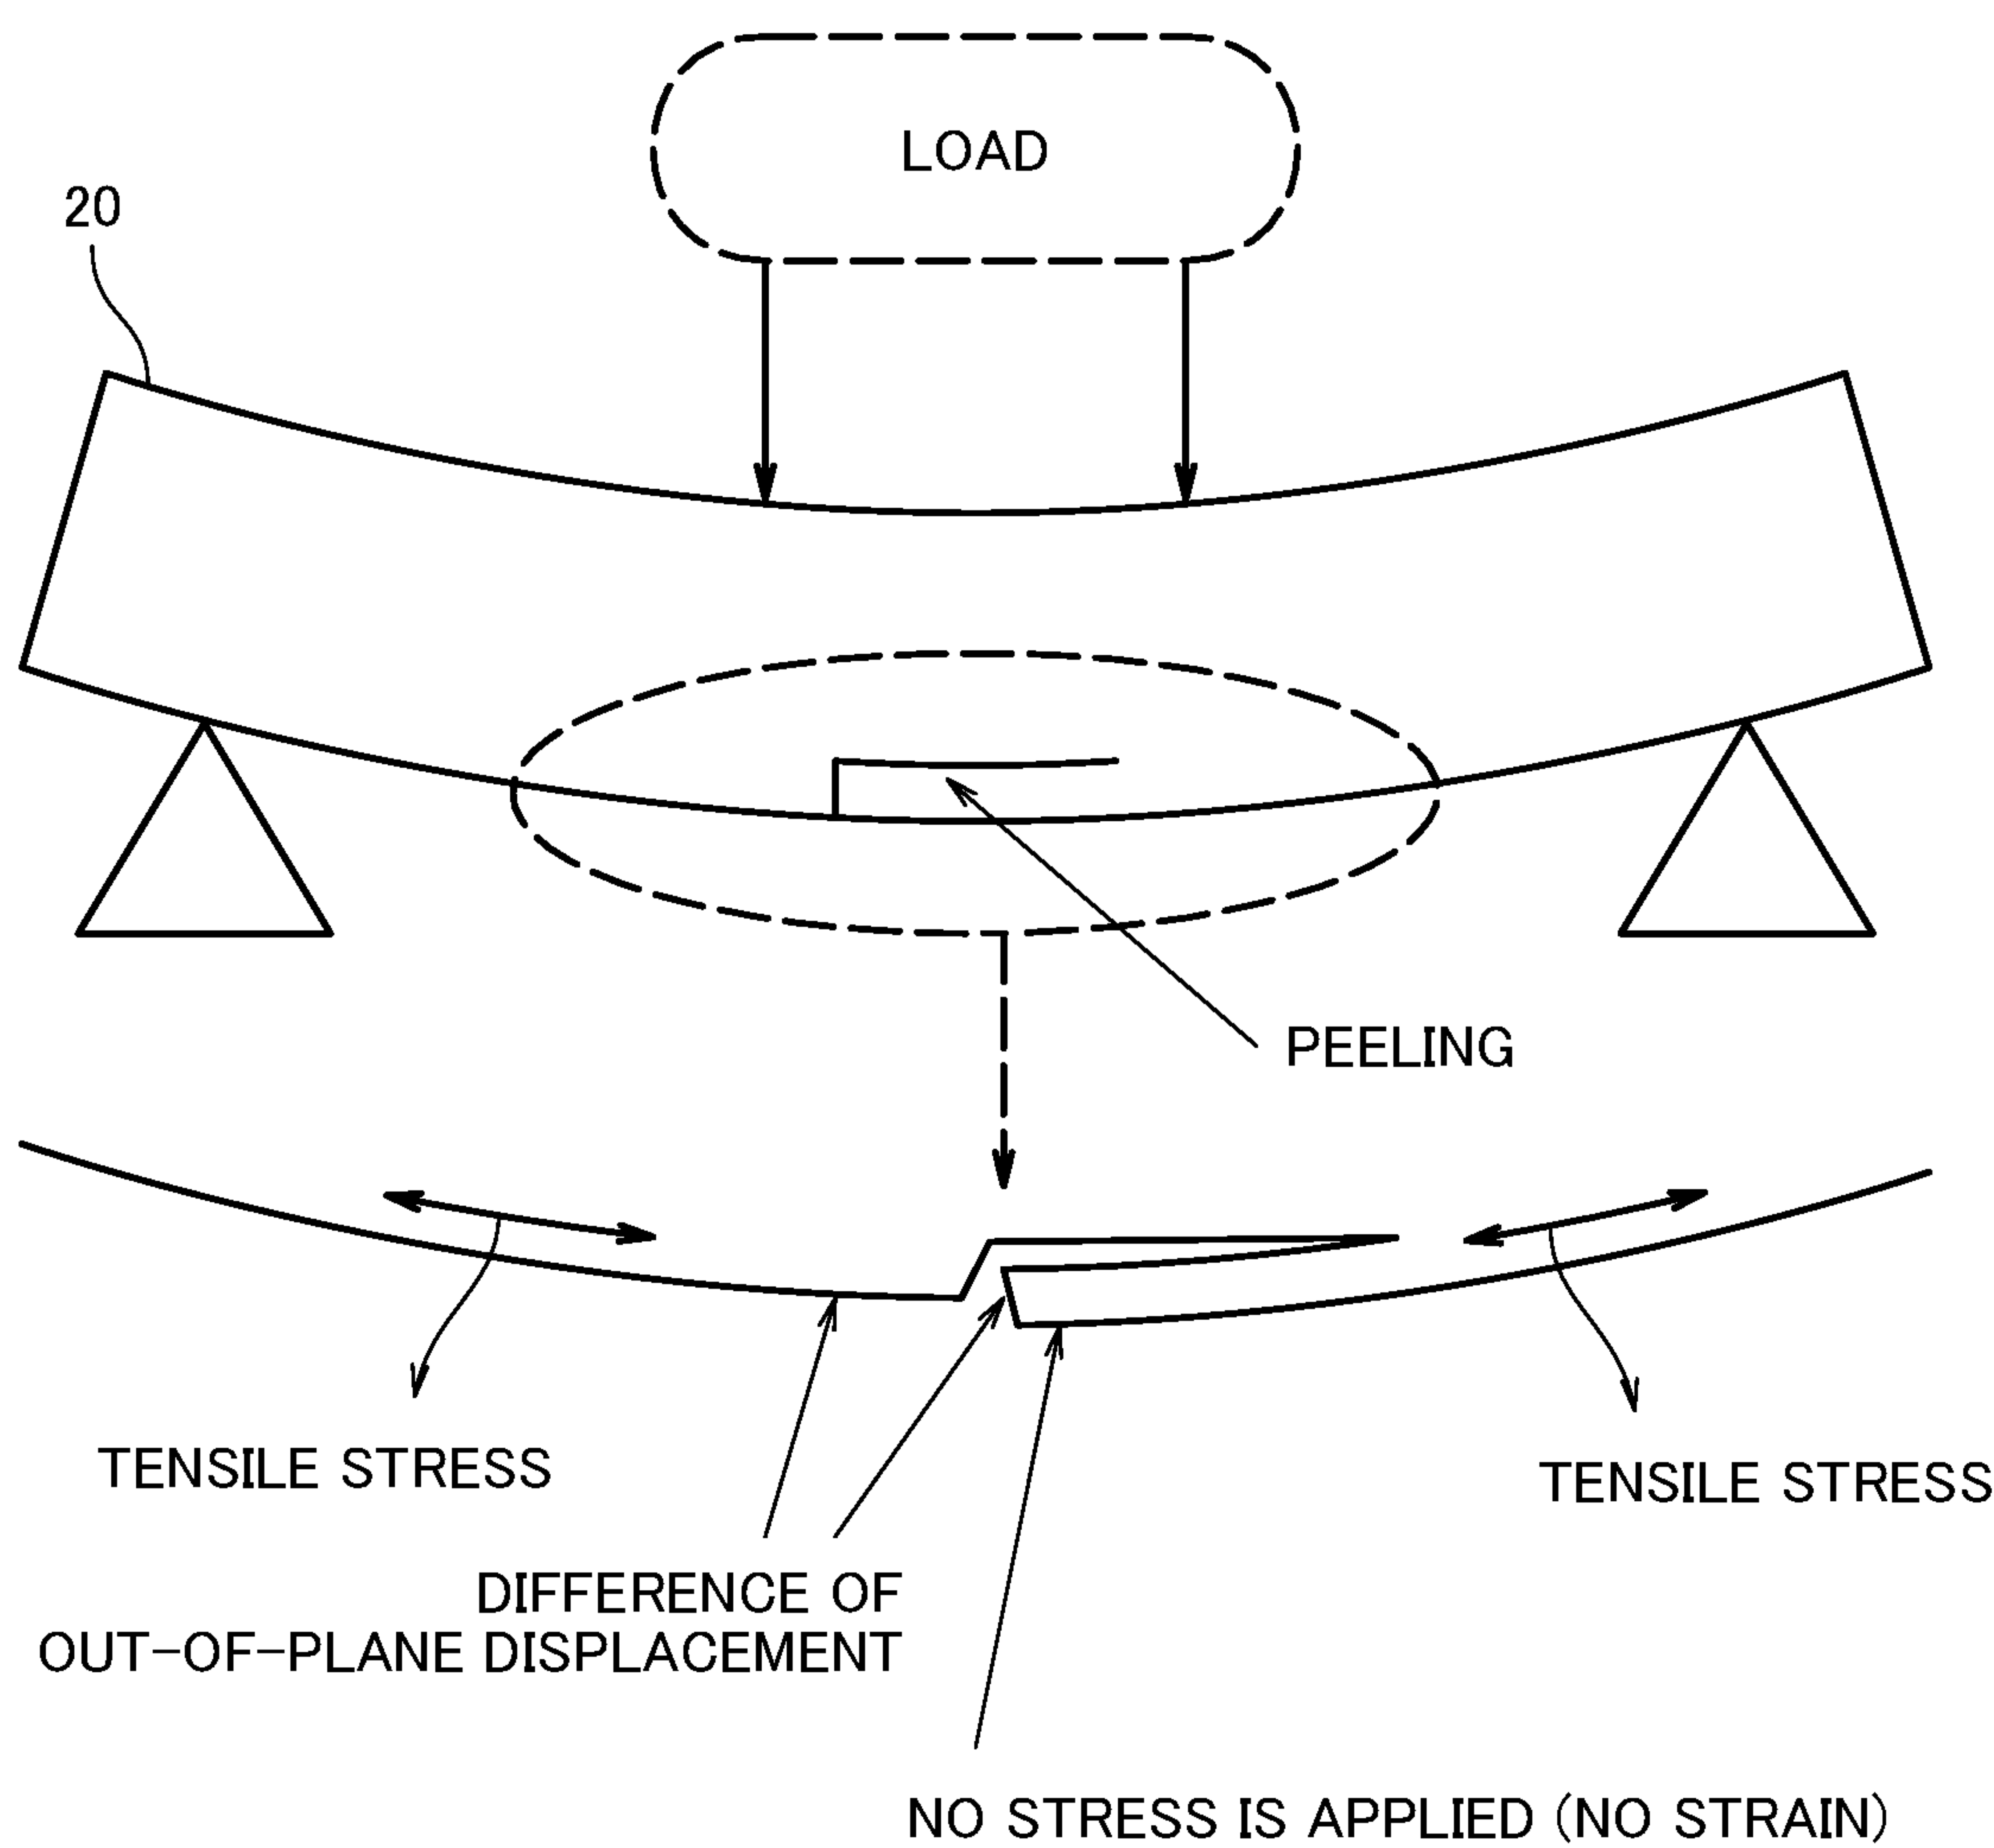 LOAD
20
PEELING
TENSILE STRESS
TENSILE STRESS
DIFFERENCE OF
OUT-OF-PLANE DISPLACEMENT
NO STRESS IS APPLIED (NO STRAIN)